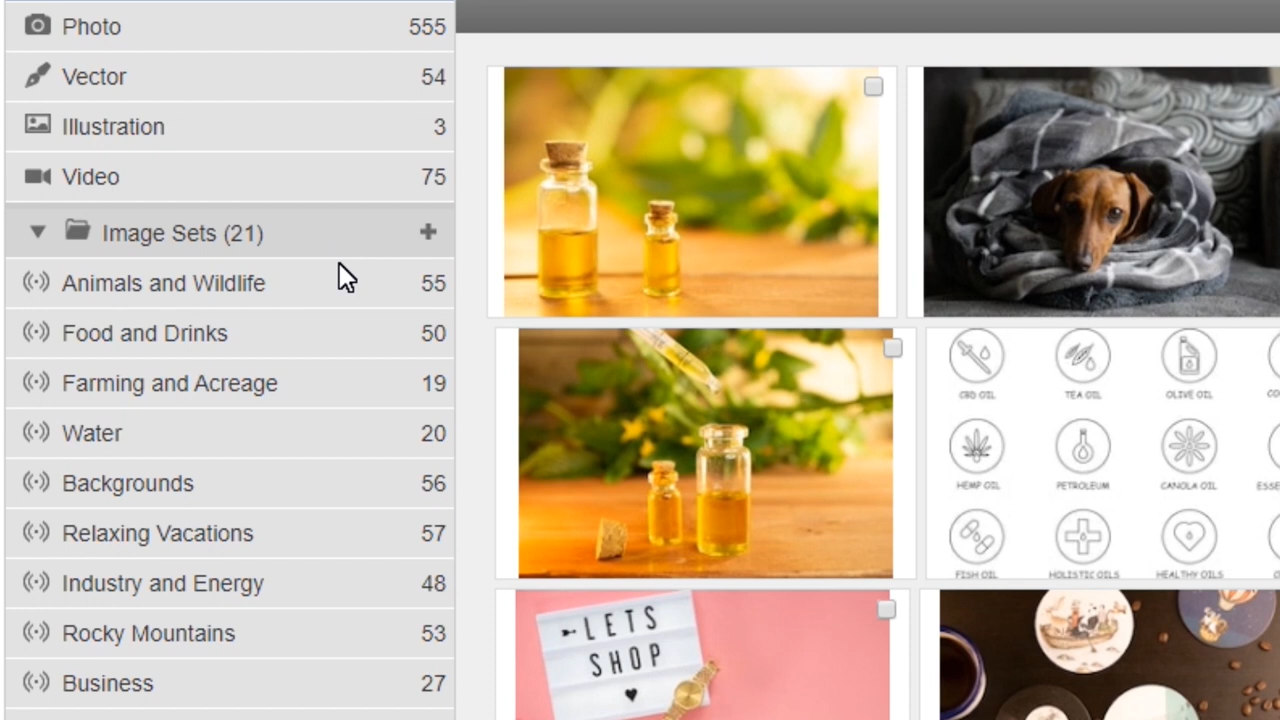 Photo 555
Vector 54
Illustration 3
Video 75
Image Sets (21)
Animals and Wildlife 55
Food and Drinks 50
Farming and Acreage 19
Water 20
Backgrounds 56
Relaxing Vacations 57
Industry and Energy 48
Rocky Mountains 53
Business 27
CBD OIL TEA OIL OLIVE OIL
HEMP OIL PETROLEUM CANOLA OIL
FISH OIL HOLISTIC OILS HEALTHY OILS
LETS
SHOP